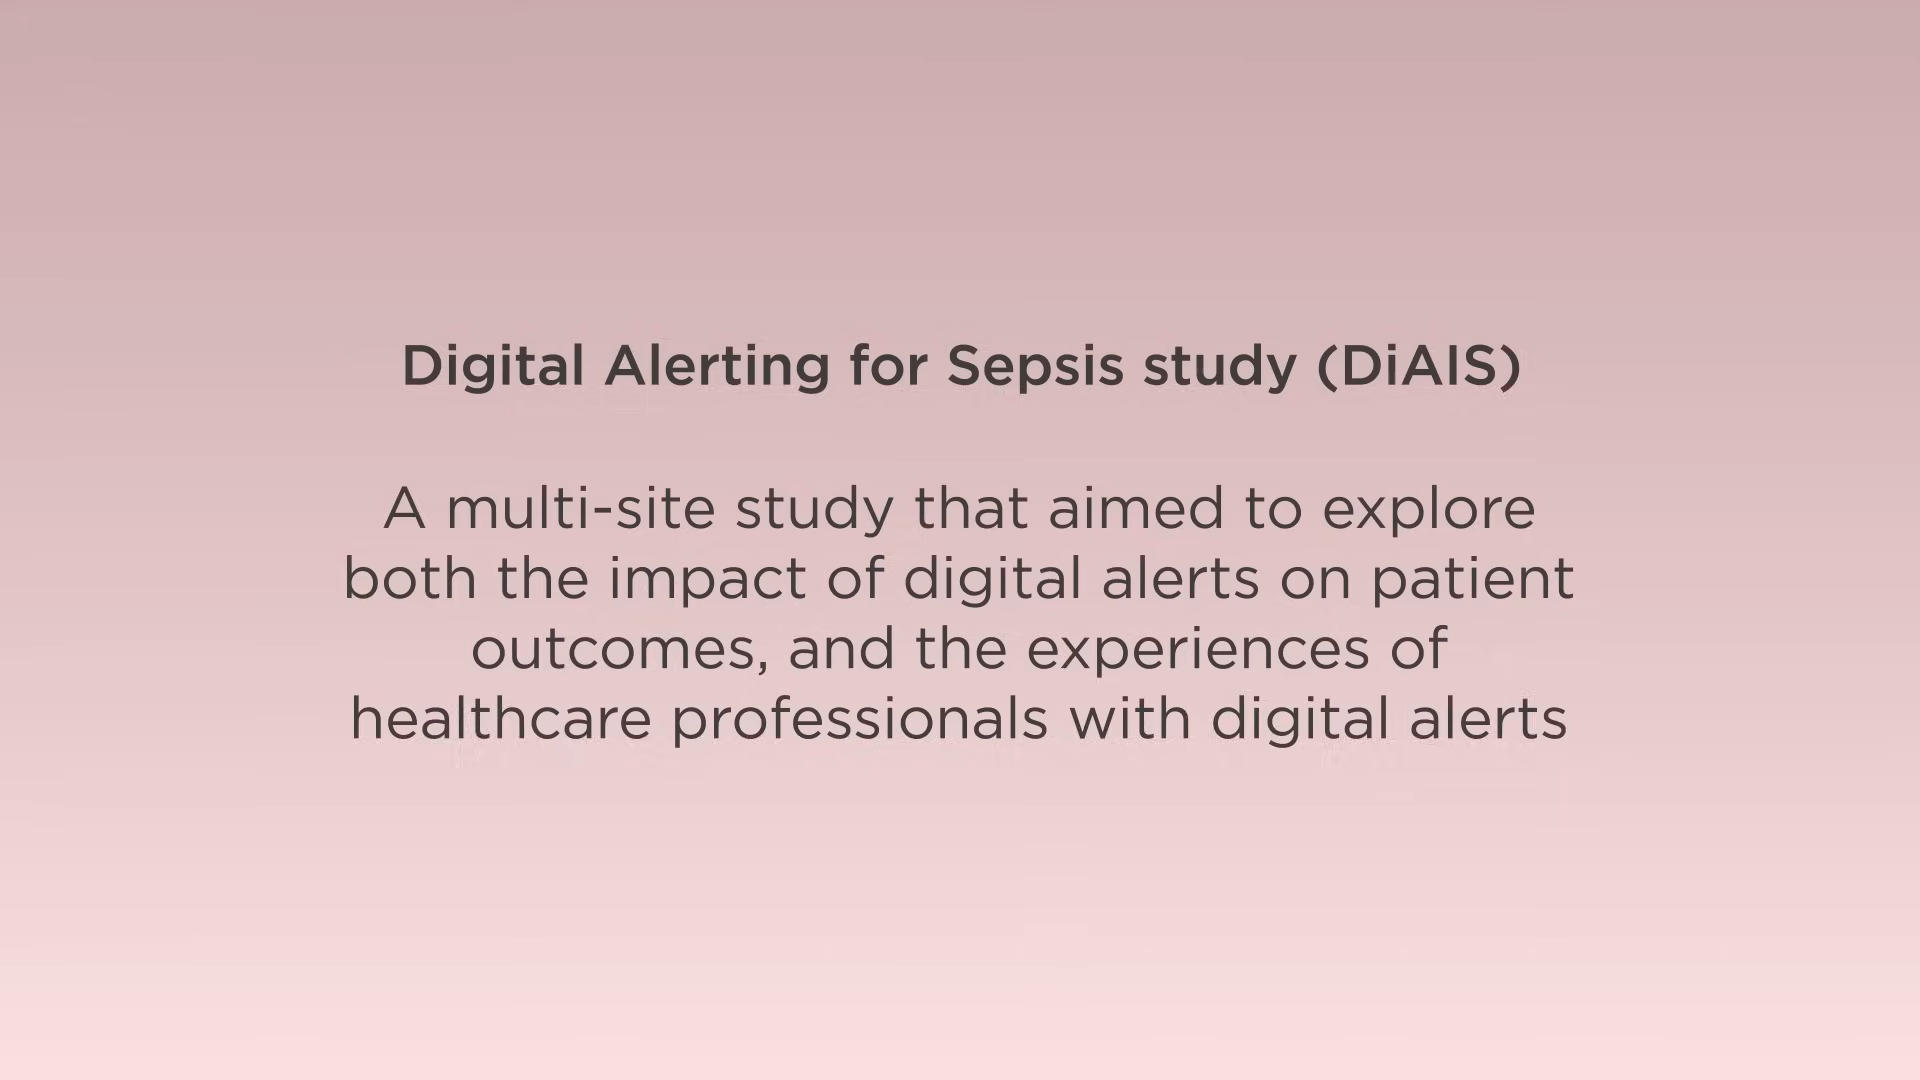 Digital Alerting for Sepsis study (DiAlS)
A multi-site study that aimed to explore
both the impact of digital alerts on patient
outcomes, and the experiences of
healthcare professionals with digital alerts